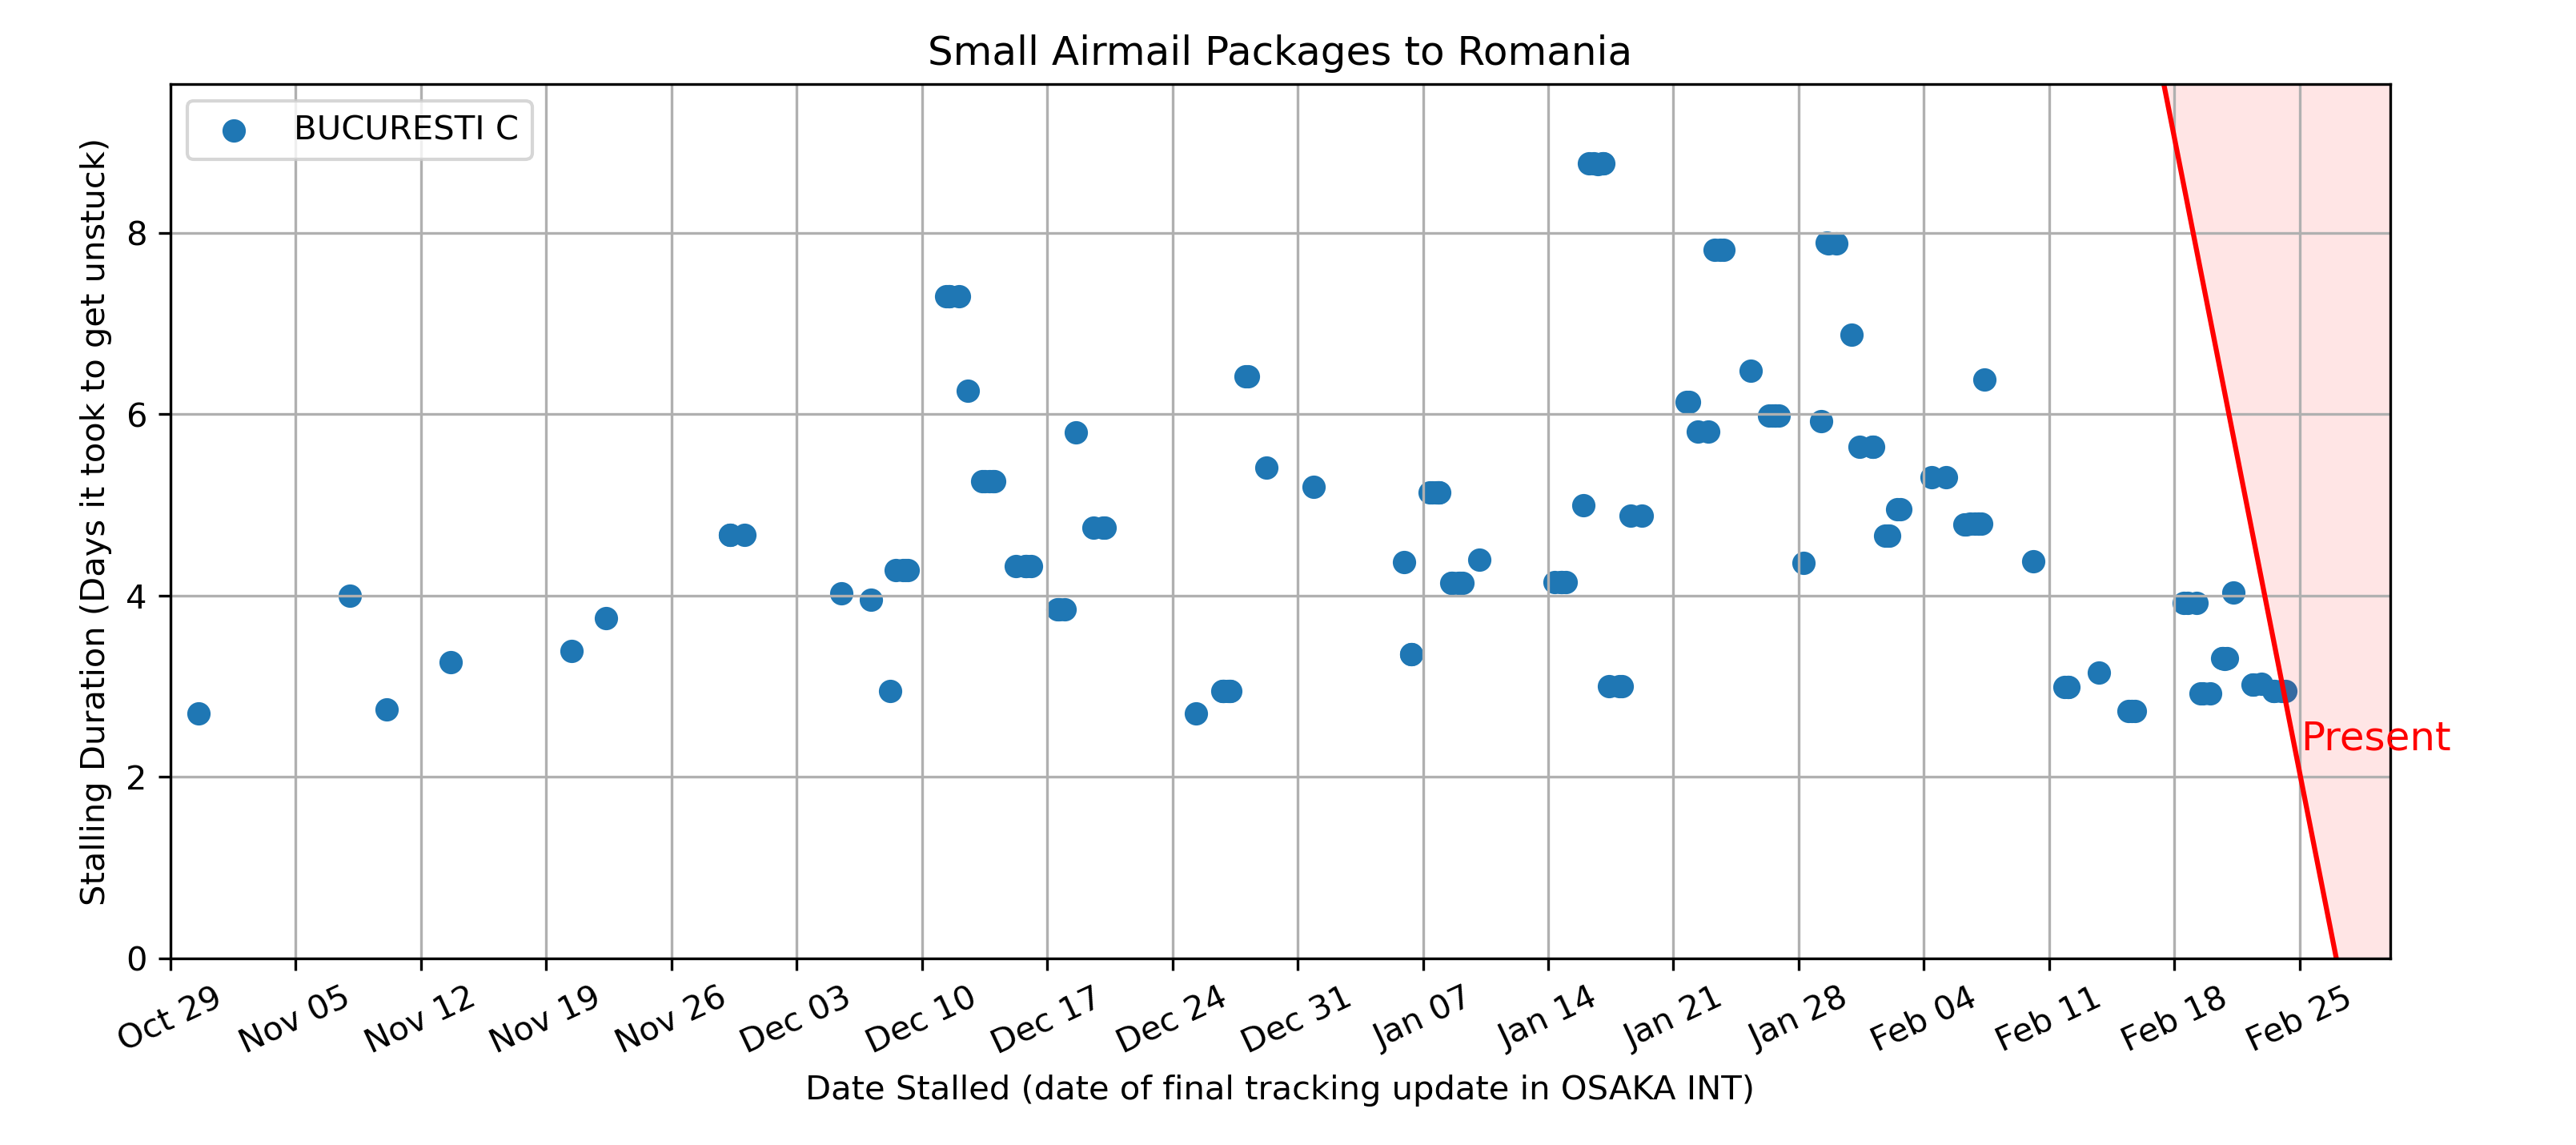 Small Airmail Packages to Romania
BUCURESTI C
Stalling Duration (Days it took to get unstuck)
8
6
4
2
0
Present
Oct 29
Nov 05
Nov 12
Nov 19
Nov 26
Dec 03
Dec 10
Dec 17
Dec 24
Dec 31
Jan 07
Jan 14
Jan 21
Jan 28
Feb 04
Feb 11
Feb 18
Feb 25
Date Stalled (date of final tracking update in OSAKA INT)